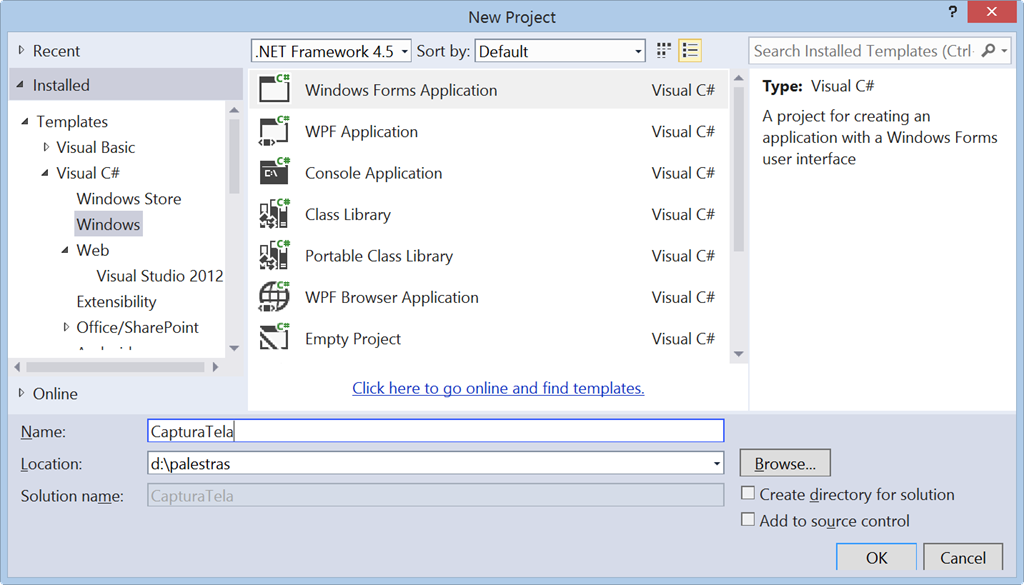 New Project
?
Recent
.NET Framework 4.5
Sort by:
Default
Search Installed Templates (Ctrl
Installed
Templates
Visual Basic
Visual C#
Windows Store
Windows
Web
Visual Studio 2012
Extensibility
Office/SharePoint
Online
Windows Forms Application Visual C#
WPF Application Visual C#
Console Application Visual C#
Class Library Visual C#
Portable Class Library Visual C#
WPF Browser Application Visual C#
Empty Project Visual C#
Click here to go online and find templates.
Type: Visual C#
A project for creating an
application with a Windows Forms
user interface
Name: CapturaTela
Location: d:\palestras
Browse...
Solution name: CapturaTela
Create directory for solution
Add to source control
OK
Cancel